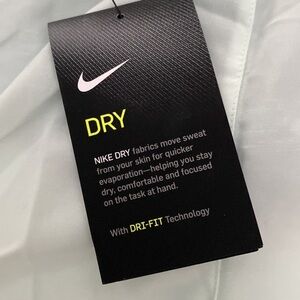 DRY
NIKE DRY fabrics move sweat
from your skin for quicker
evaporation—helping you stay
dry, comfortable and focused
on the task at hand.
With DRI-FIT Technology